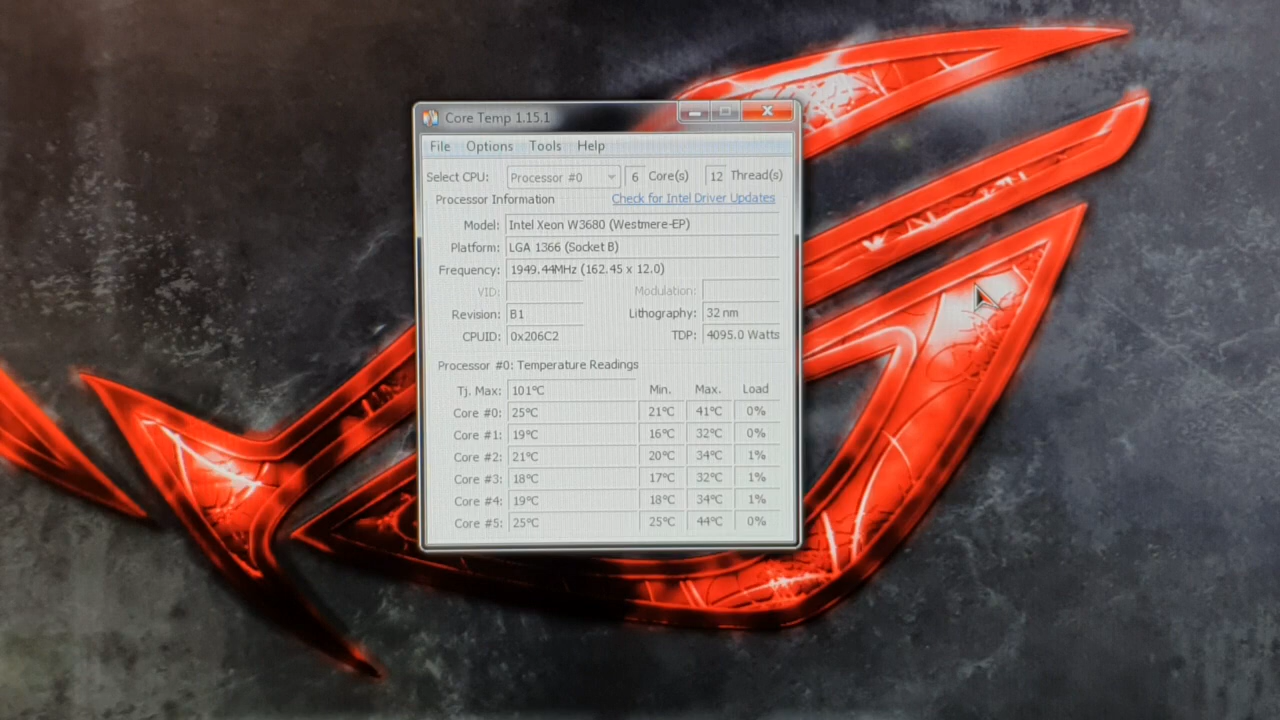 Core Temp 1.15.1
File Options Tools Help
Select CPU: Processor #0 6 Core(s) 12 Thread(s)
Processor Information Check for Intel Driver Updates
Model: Intel Xeon W3680 (Westmere-EP)
Platform: LGA 1366 (Socket B)
Frequency: 1949.44MHz (162.45 x 12.0)
VID: Modulation:
Revision: B1 Lithography: 32 nm
CPUID: 0x206C2 TDP: 4095.0 Watts
Processor #0: Temperature Readings
Tj. Max: 101°C Min. Max. Load
Core #0: 25°C 21°C 41°C 0%
Core #1: 19°C 16°C 32°C 0%
Core #2: 21°C 20°C 34°C 1%
Core #3: 18°C 17°C 32°C 1%
Core #4: 19°C 18°C 34°C 1%
Core #5: 25°C 25°C 44°C 0%